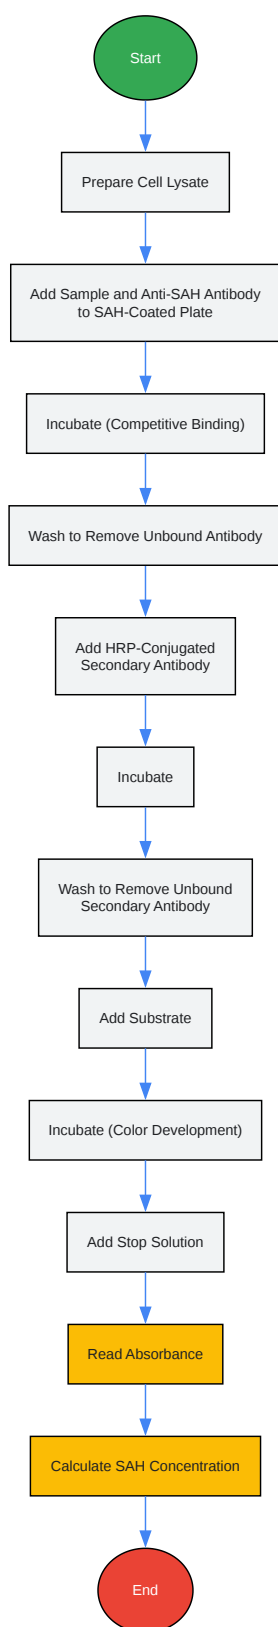 Start
Prepare Cell Lysate
Add Sample and Anti-SAH Antibody
to SAH-Coated Plate
Incubate (Competitive Binding)
Wash to Remove Unbound Antibody
Add HRP-Conjugated
Secondary Antibody
Incubate
Wash to Remove Unbound
Secondary Antibody
Add Substrate
Incubate (Color Development)
Add Stop Solution
Read Absorbance
Calculate SAH Concentration
End